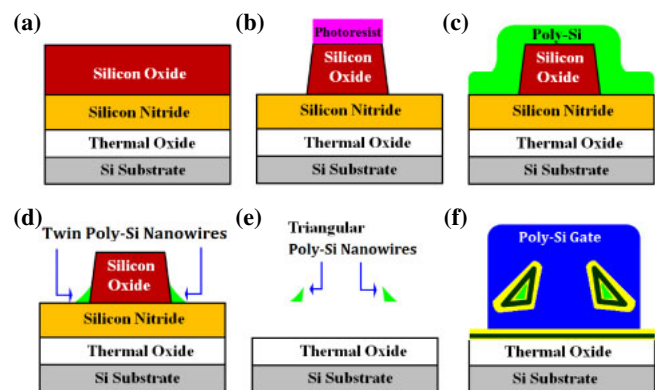 (a)
Silicon Oxide
Silicon Nitride
Thermal Oxide
Si Substrate
(b)
Photoresist
Silicon
Oxide
Silicon Nitride
Thermal Oxide
Si Substrate
(c)
Poly-Si
Silicon
Oxide
Silicon Nitride
Thermal Oxide
Si Substrate
(d)
Twin Poly-Si Nanowires
Silicon
Oxide
Silicon Nitride
Thermal Oxide
Si Substrate
(e)
Triangular
Poly-Si Nanowires
Thermal Oxide
Si Substrate
(f)
Poly-Si Gate
Thermal Oxide
Si Substrate